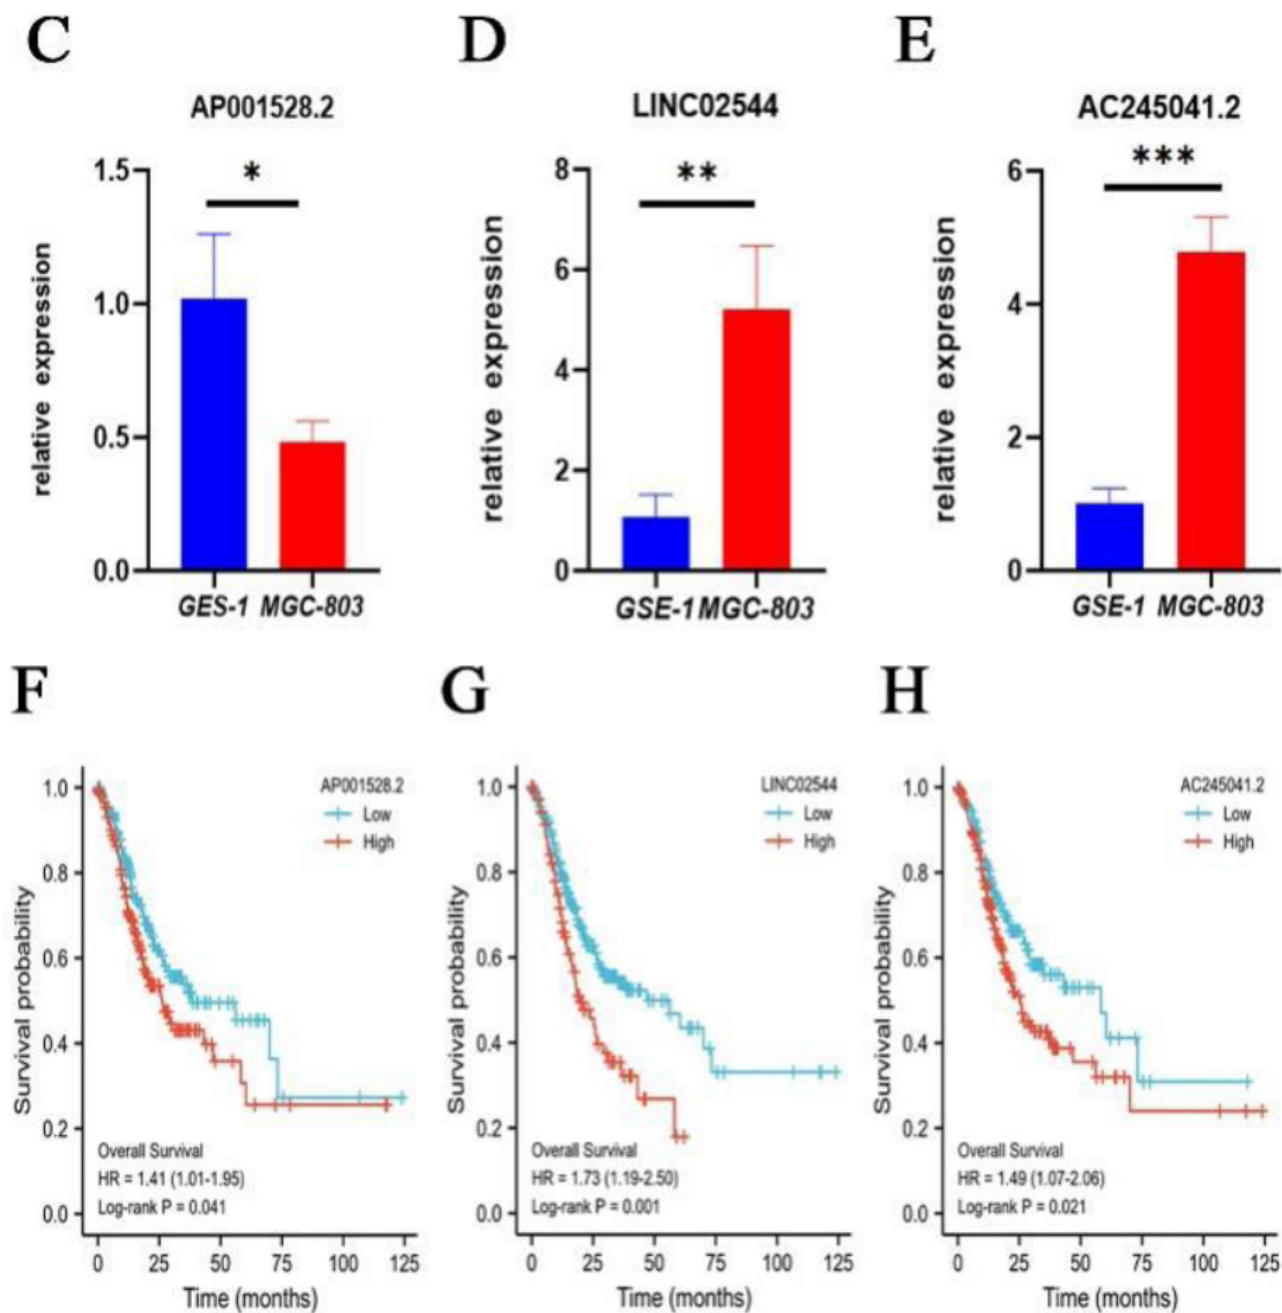 C
D
E
AP001528.2
LINC02544
AC245041.2
*
**
***
relative expression
1.5
1.0
0.5
0.0
GES-1 MGC-803
relative expression
8
6
4
2
0
GSE-1 MGC-803
relative expression
6
4
2
0
GSE-1 MGC-803
F
G
H
AP001528.2
Low
High
Survival probability
1.0
0.8
0.6
0.4
0.2
0.0
Overall Survival
HR = 1.41 (1.01-1.95)
Log-rank P = 0.041
0 25 50 75 100 125
Time (months)
LINC02544
Low
High
Survival probability
1.0
0.8
0.6
0.4
0.2
0.0
Overall Survival
HR = 1.73 (1.19-2.50)
Log-rank P = 0.001
0 25 50 75 100 125
Time (months)
AC245041.2
Low
High
Survival probability
1.0
0.8
0.6
0.4
0.2
0.0
Overall Survival
HR = 1.49 (1.07-2.06)
Log-rank P = 0.021
0 25 50 75 100 125
Time (months)